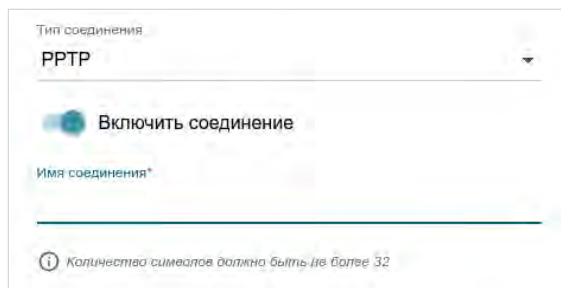 Тип соединения
PPTP
Включить соединение
Имя соединения*
Количество символов должно быть не более 32